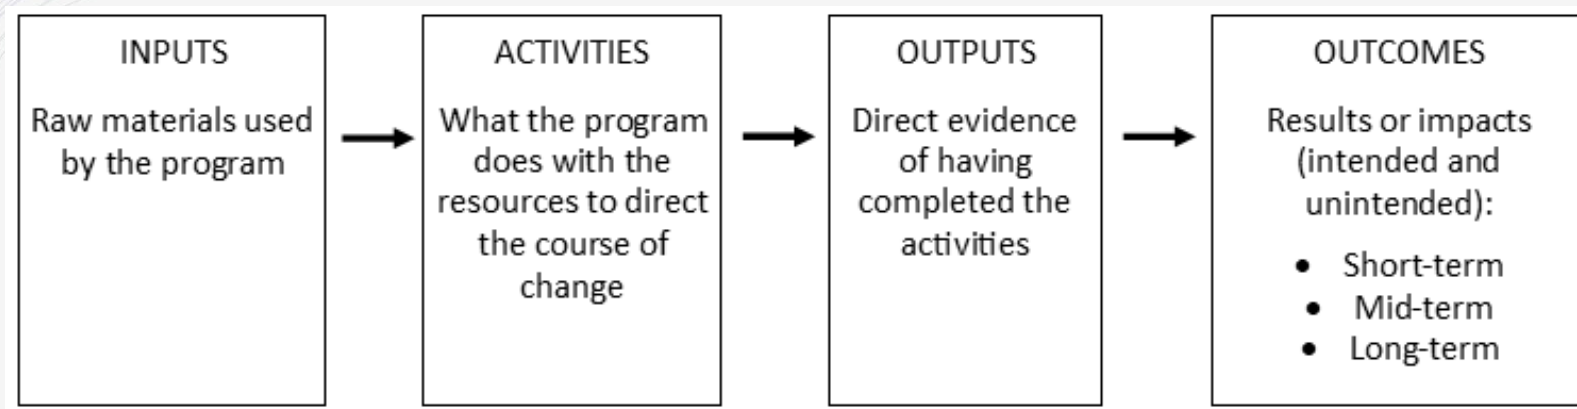 INPUTS
Raw materials used
by the program
ACTIVITIES
What the program
does with the
resources to direct
the course of
change
OUTPUTS
Direct evidence
of having
completed the
activities
OUTCOMES
Results or impacts
(intended and
unintended):
• Short-term
• Mid-term
• Long-term